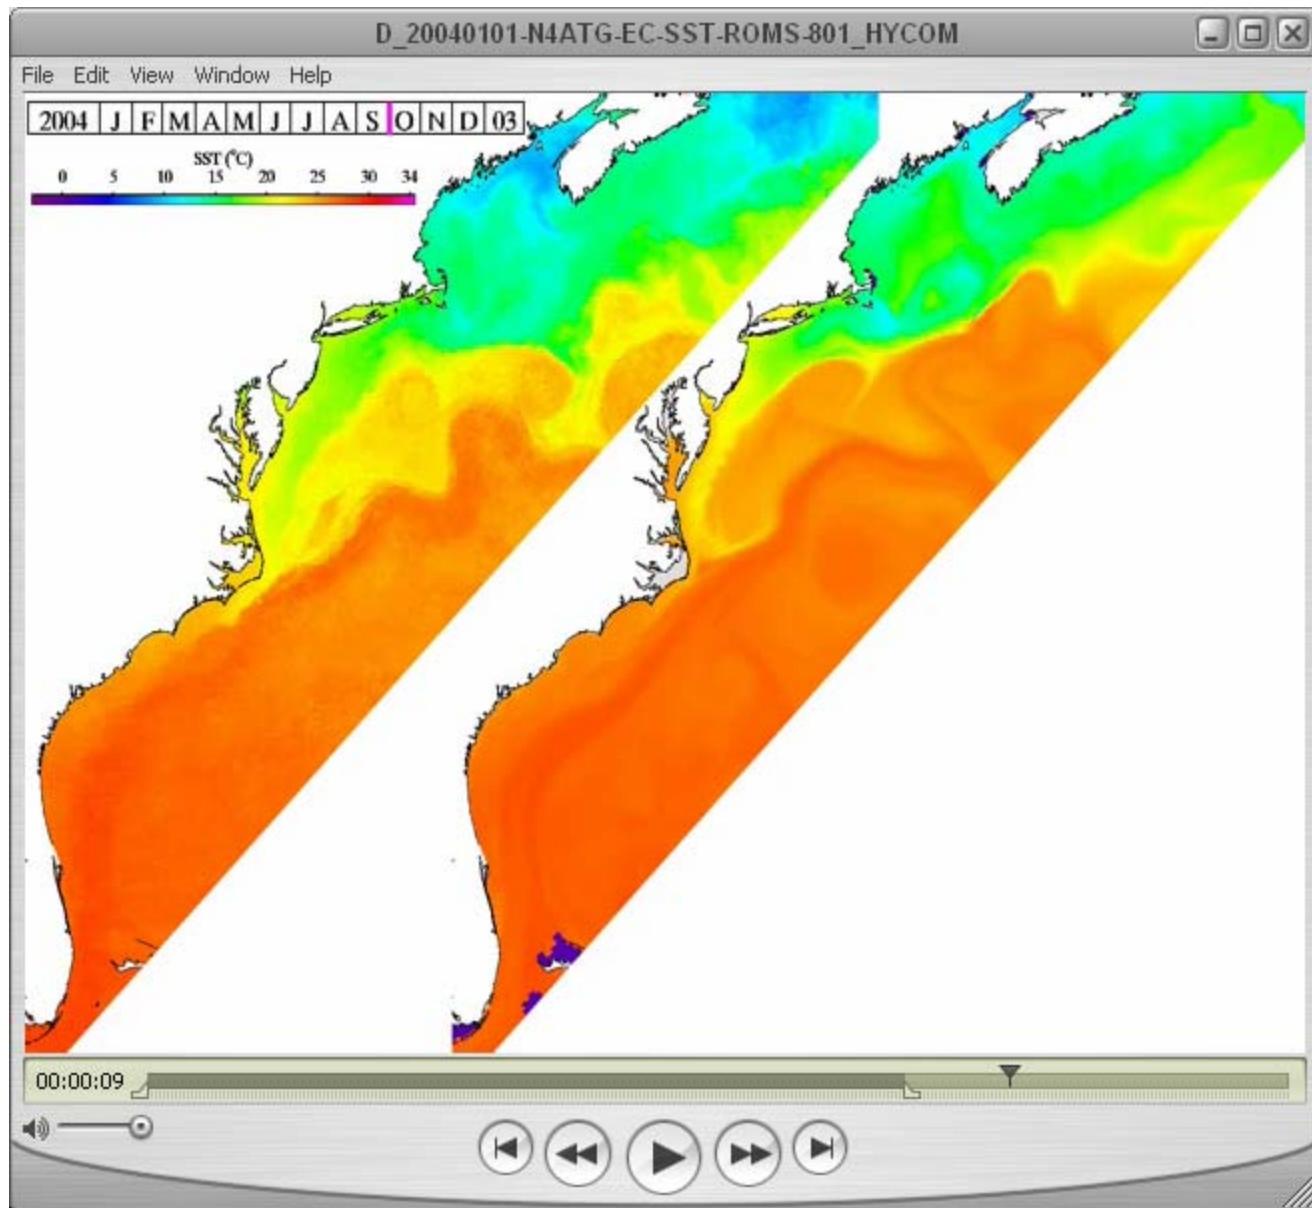 D_20040101-N4ATG-EC-SST-ROMS-801_HYCOM
File Edit View Window Help
2004 J F M A M J J A S O N D 03
SST (°C)
0 5 10 15 20 25 30 34
00:00:09